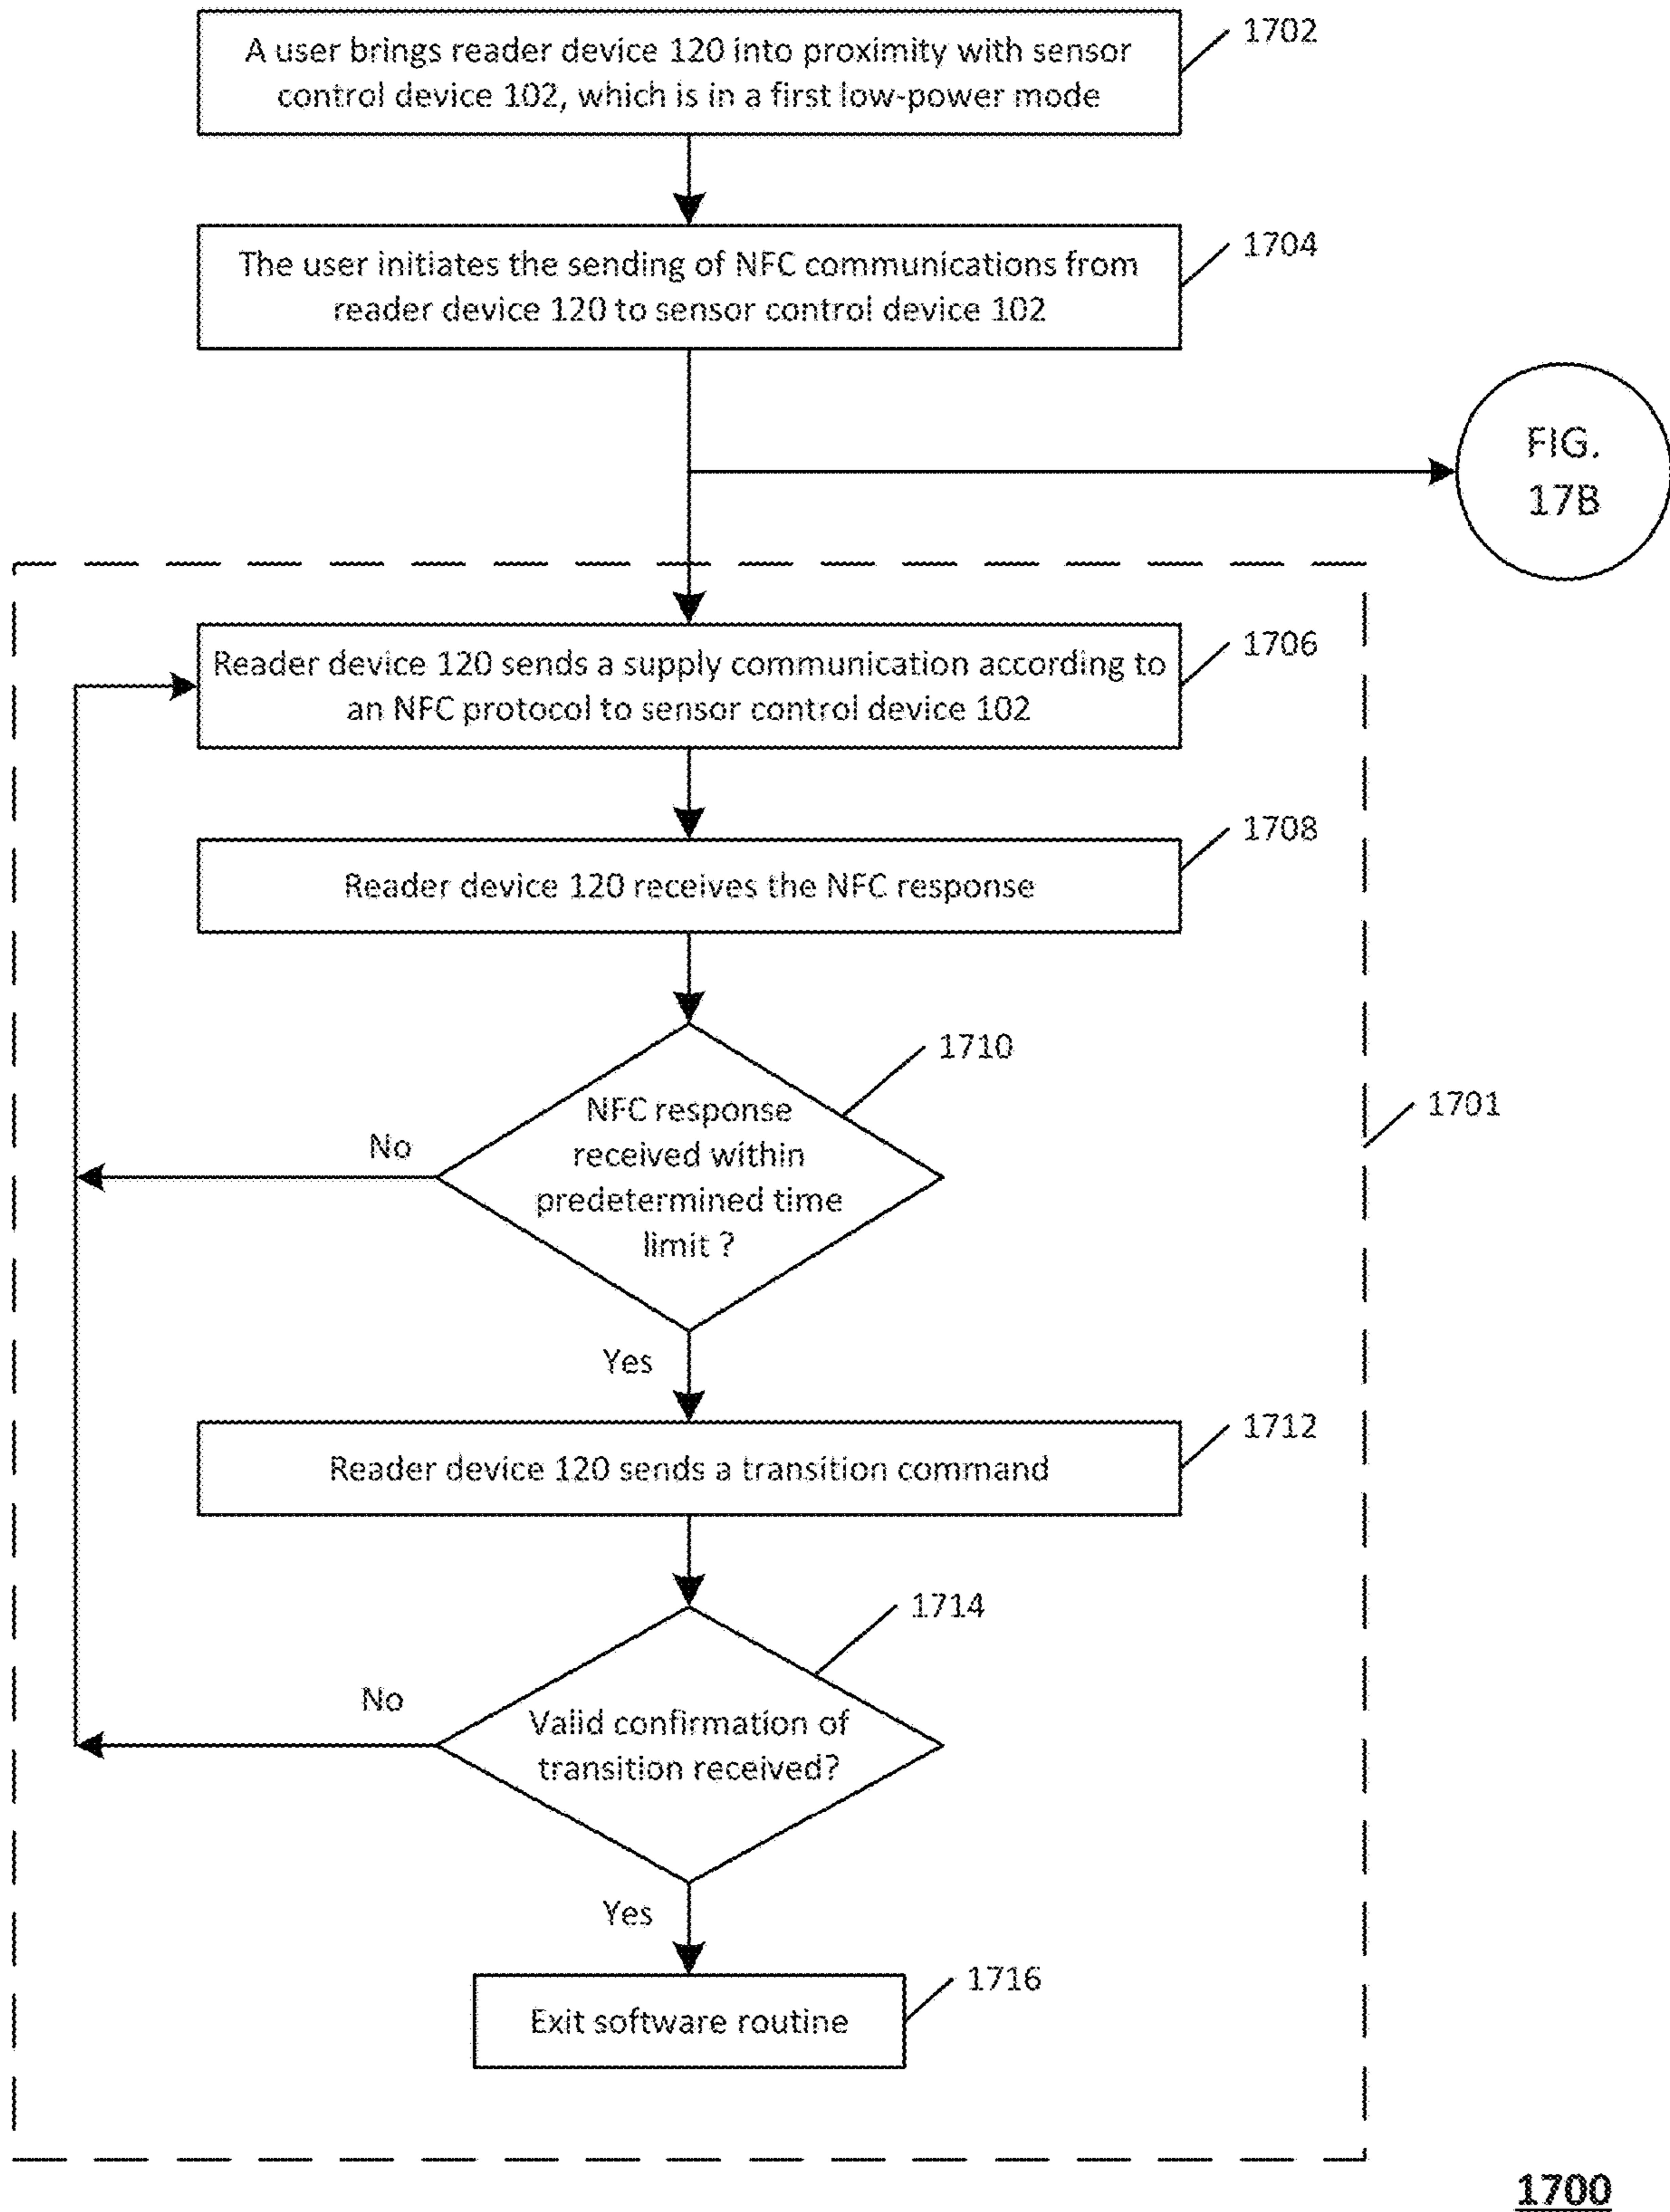 A user brings reader device 120 into proximity with sensor
control device 102, which is in a first low-power mode
1702
The user initiates the sending of NFC communications from
reader device 120 to sensor control device 102
1704
FIG.
17B
Reader device 120 sends a supply communication according to
an NFC protocol to sensor control device 102
1706
Reader device 120 receives the NFC response
1708
NFC response
received within
predetermined time
limit ?
1710
1701
No
Yes
Reader device 120 sends a transition command
1712
Valid confirmation of
transition received?
1714
No
Yes
Exit software routine
1716
1700